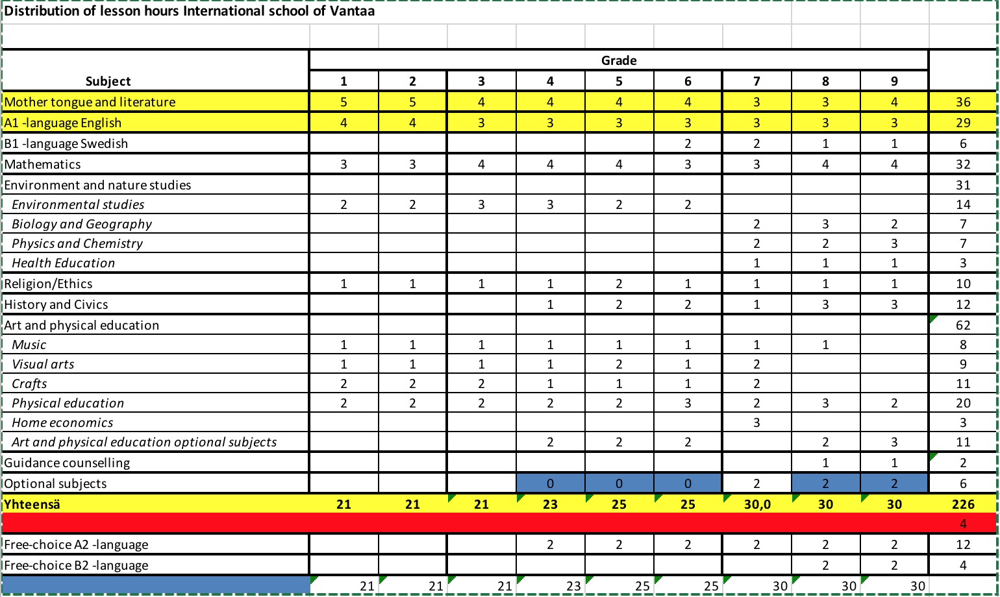 Distribution of lesson hours International school of Vantaa
Grade
Subject 1 2 3 4 5 6 7 8 9
Mother tongue and literature 5 5 4 4 4 4 3 3 4 36
A1 -language English 4 4 3 3 3 3 3 3 3 29
B1 -language Swedish 2 2 1 1 6
Mathematics 3 3 4 4 4 3 3 4 4 32
Environment and nature studies 31
Environmental studies 2 2 3 3 2 2 14
Biology and Geography 2 3 2 7
Physics and Chemistry 2 2 3 7
Health Education 1 1 1 3
Religion/Ethics 1 1 1 1 2 1 1 1 1 10
History and Civics 1 2 2 1 3 3 12
Art and physical education 62
Music 1 1 1 1 1 1 1 1 8
Visual arts 1 1 1 1 2 1 2 9
Crafts 2 2 2 1 1 1 2 11
Physical education 2 2 2 2 2 3 2 3 2 20
Home economics 3 3
Art and physical education optional subjects 2 2 2 2 3 11
Guidance counselling 1 1 2
Optional subjects 0 0 0 2 2 2 6
Yhteensä 21 21 21 23 25 25 30,0 30 30 226
4
Free-choice A2 -language 2 2 2 2 2 2 12
Free-choice B2 -language 2 2 4
21 21 21 23 25 25 30 30 30